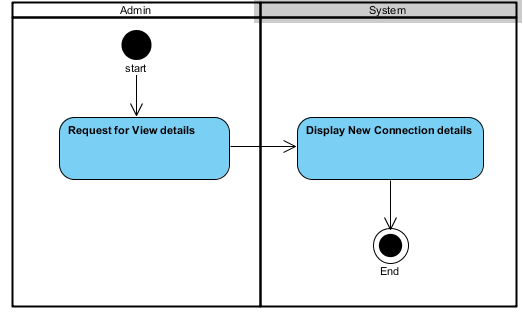 Admin
System
start
Request for View details
Display New Connection details
End